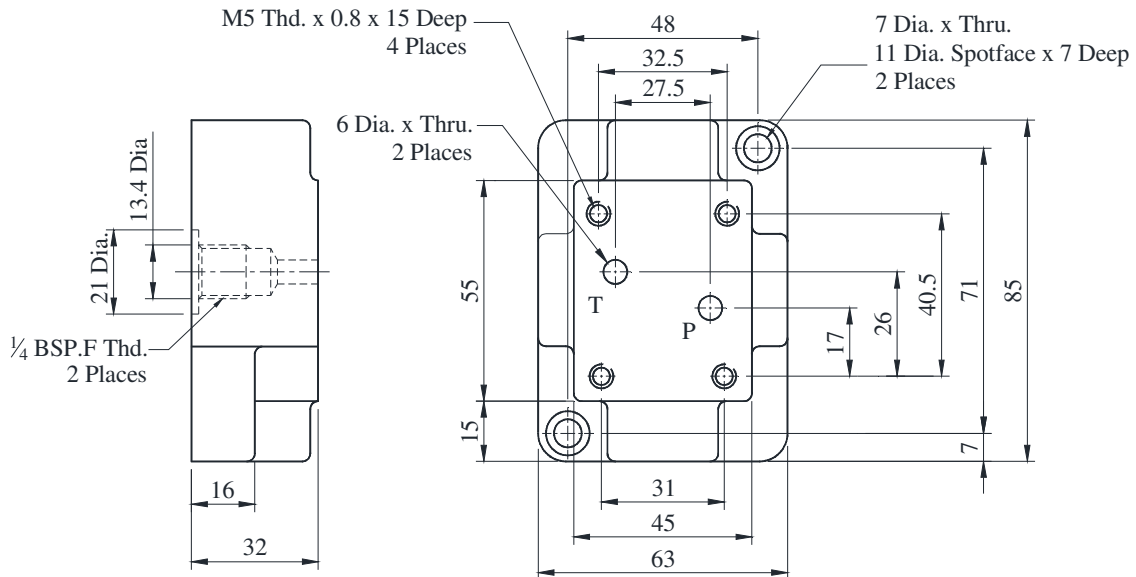 M5 Thd. x 0.8 x 15 Deep
4 Places
48
7 Dia. x Thru.
11 Dia. Spotface x 7 Deep
2 Places
32.5
27.5
6 Dia. x Thru.
2 Places
13.4 Dia
21 Dia.
¼ BSP.F Thd.
2 Places
55
15
T
P
17
26
40.5
71
85
7
16
32
31
45
63